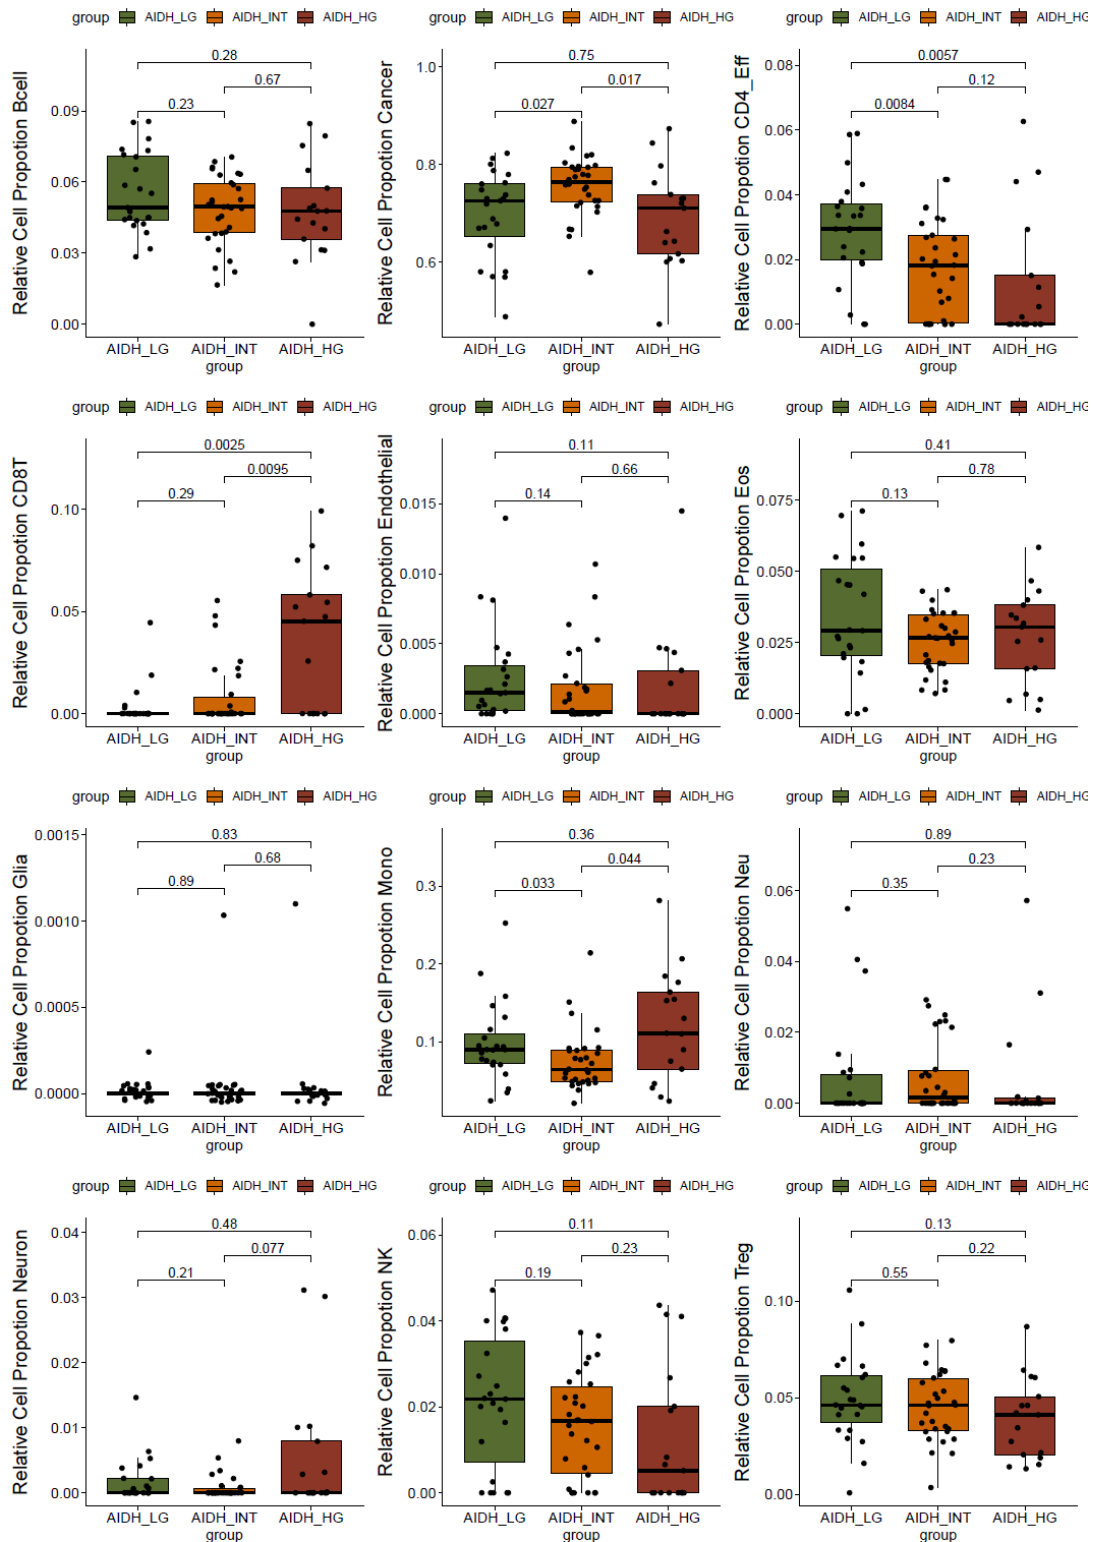 group AIDH_LG AIDH_INT AIDH_HG
Relative Cell Propotion Bcell
0.28
0.67
0.23
0.09
0.06
0.03
0.00
AIDH_LG AIDH_INT AIDH_HG
group
group AIDH_LG AIDH_INT AIDH_HG
Relative Cell Propotion Cancer
0.75
0.017
0.027
1.0
0.8
0.6
AIDH_LG AIDH_INT AIDH_HG
group
group AIDH_LG AIDH_INT AIDH_HG
Relative Cell Propotion CD4_Eff
0.0057
0.12
0.0084
0.08
0.06
0.04
0.02
0.00
AIDH_LG AIDH_INT AIDH_HG
group
group AIDH_LG AIDH_INT AIDH_HG
Relative Cell Propotion CD8T
0.0025
0.0095
0.29
0.10
0.05
0.00
AIDH_LG AIDH_INT AIDH_HG
group
group AIDH_LG AIDH_INT AIDH_HG
Relative Cell Propotion Endothelial
0.11
0.66
0.14
0.015
0.010
0.005
0.000
AIDH_LG AIDH_INT AIDH_HG
group
group AIDH_LG AIDH_INT AIDH_HG
Relative Cell Propotion Eos
0.41
0.78
0.13
0.075
0.050
0.025
0.000
AIDH_LG AIDH_INT AIDH_HG
group
group AIDH_LG AIDH_INT AIDH_HG
Relative Cell Propotion Glia
0.83
0.68
0.89
0.0015
0.0010
0.0005
0.0000
AIDH_LG AIDH_INT AIDH_HG
group
group AIDH_LG AIDH_INT AIDH_HG
Relative Cell Propotion Mono
0.36
0.044
0.033
0.3
0.2
0.1
AIDH_LG AIDH_INT AIDH_HG
group
group AIDH_LG AIDH_INT AIDH_HG
Relative Cell Propotion Neu
0.89
0.23
0.35
0.06
0.04
0.02
0.00
AIDH_LG AIDH_INT AIDH_HG
group
group AIDH_LG AIDH_INT AIDH_HG
Relative Cell Propotion Neuron
0.48
0.077
0.21
0.04
0.03
0.02
0.01
0.00
AIDH_LG AIDH_INT AIDH_HG
group
group AIDH_LG AIDH_INT AIDH_HG
Relative Cell Propotion NK
0.11
0.23
0.19
0.06
0.04
0.02
0.00
AIDH_LG AIDH_INT AIDH_HG
group
group AIDH_LG AIDH_INT AIDH_HG
Relative Cell Propotion Treg
0.13
0.22
0.55
0.10
0.05
0.00
AIDH_LG AIDH_INT AIDH_HG
group